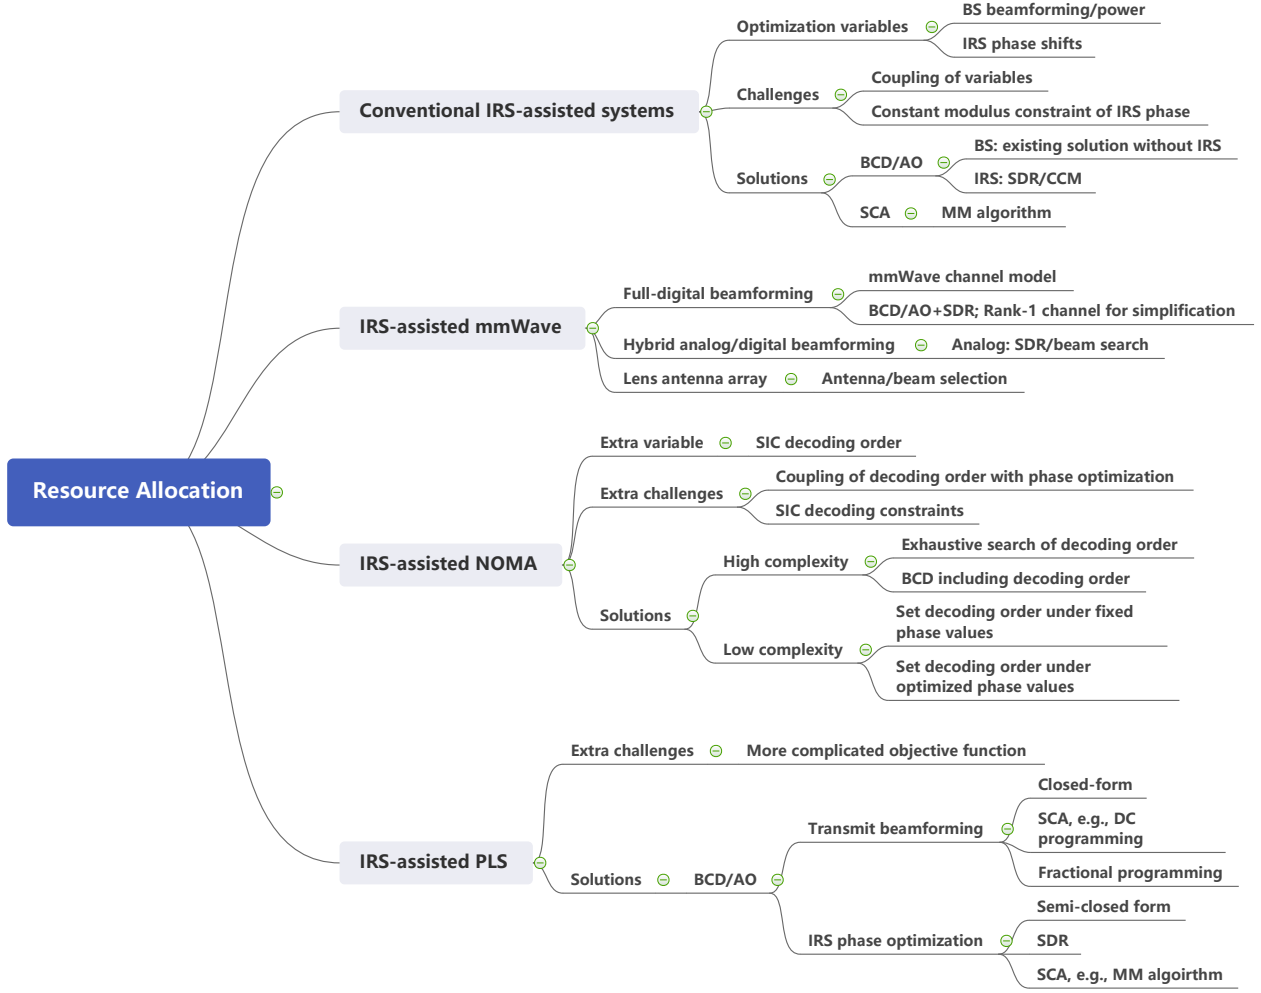 Resource Allocation
Conventional IRS-assisted systems
Optimization variables
BS beamforming/power
IRS phase shifts
Challenges
Coupling of variables
Constant modulus constraint of IRS phase
Solutions
BCD/AO
BS: existing solution without IRS
IRS: SDR/CCM
SCA
MM algorithm
IRS-assisted mmWave
Full-digital beamforming
mmWave channel model
BCD/AO+SDR; Rank-1 channel for simplification
Hybrid analog/digital beamforming
Analog: SDR/beam search
Lens antenna array
Antenna/beam selection
IRS-assisted NOMA
Extra variable
SIC decoding order
Extra challenges
Coupling of decoding order with phase optimization
SIC decoding constraints
Solutions
High complexity
Exhaustive search of decoding order
BCD including decoding order
Low complexity
Set decoding order under fixed
phase values
Set decoding order under
optimized phase values
IRS-assisted PLS
Extra challenges
More complicated objective function
Solutions
BCD/AO
Transmit beamforming
Closed-form
SCA, e.g., DC
programming
Fractional programming
IRS phase optimization
Semi-closed form
SDR
SCA, e.g., MM algoirthm